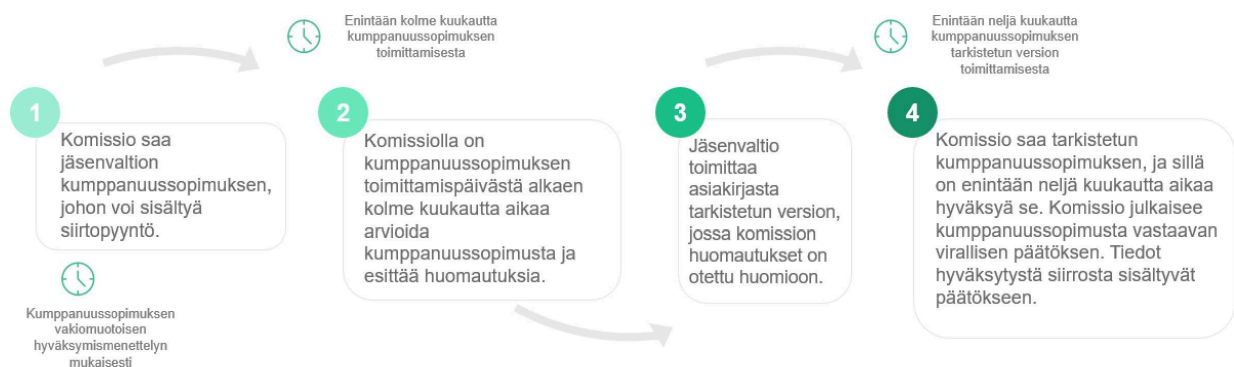 1
Komissio saa
jäsenvaltion
kumppanuussopimuksen,
johon voi sisältyä
siirtopyyntö.
Kumppanuussopimuksen
vakiomuotoisen
hyväksymismenettelyn
mukaisesti
Enintään kolme kuukautta
kumppanuussopimuksen
toimittamisesta
2
Komissiolla on
kumppanuussopimuksen
toimittamispäivästä alkaen
kolme kuukautta aikaa
arvioida
kumppanuussopimusta ja
esittää huomautuksia.
3
Jäsenvaltio
toimittaa
asiakirjasta
tarkistetun version,
jossa komission
huomautukset on
otettu huomioon.
Enintään neljä kuukautta
kumppanuussopimuksen
tarkistetun version
toimittamisesta
4
Komissio saa tarkistetun
kumppanuussopimuksen, ja sillä
on enintään neljä kuukautta aikaa
hyväksyä se. Komissio julkaisee
kumppanuussopimusta vastaavan
virallisen päätöksen. Tiedot
hyväksytystä siirrosta sisältyvät
päätökseen.